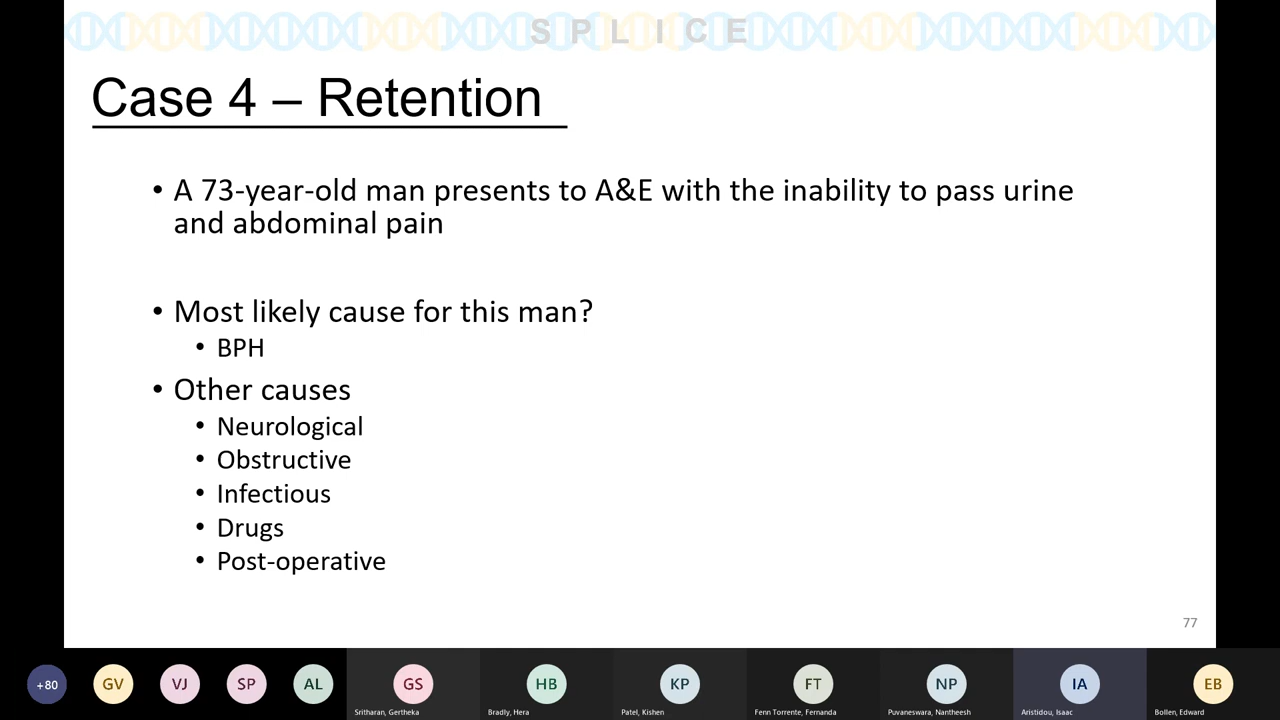 S P L I C E
Case 4 – Retention
• A 73-year-old man presents to A&E with the inability to pass urine
and abdominal pain
• Most likely cause for this man?
• BPH
• Other causes
• Neurological
• Obstructive
• Infectious
• Drugs
• Post-operative
77
+80
GV
VJ
SP
AL
GS
HB
KP
FT
NP
IA
EB
Sritharan, Gertheka
Bradly, Hera
Patel, Kishen
Fenn Torrente, Fernanda
Puvaneswara, Nantheesh
Aristidou, Isaac
Bollen, Edward